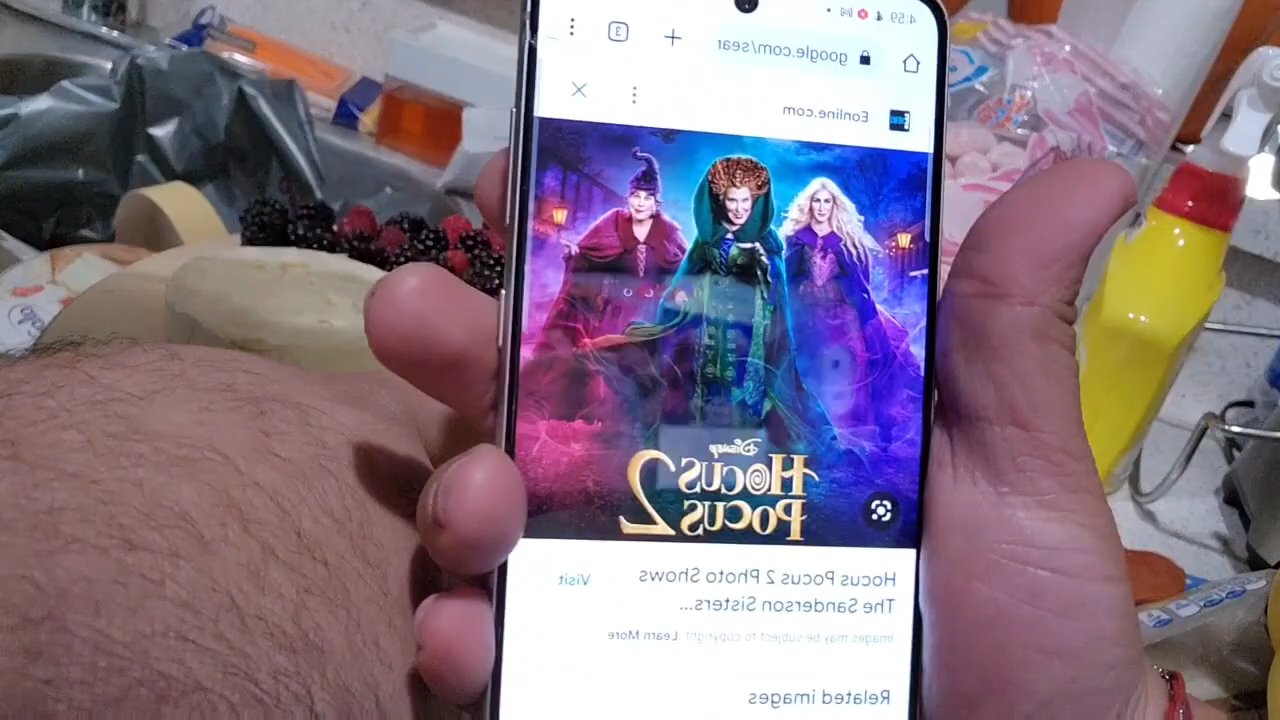 4:59
google.com/sear
3
Eonline.com
Disney
Hocus
Pocus 2
Hocus Pocus 2 Photo Shows
The Sanderson Sisters...
Visit
Images may be subject to copyright. Learn More
Related images